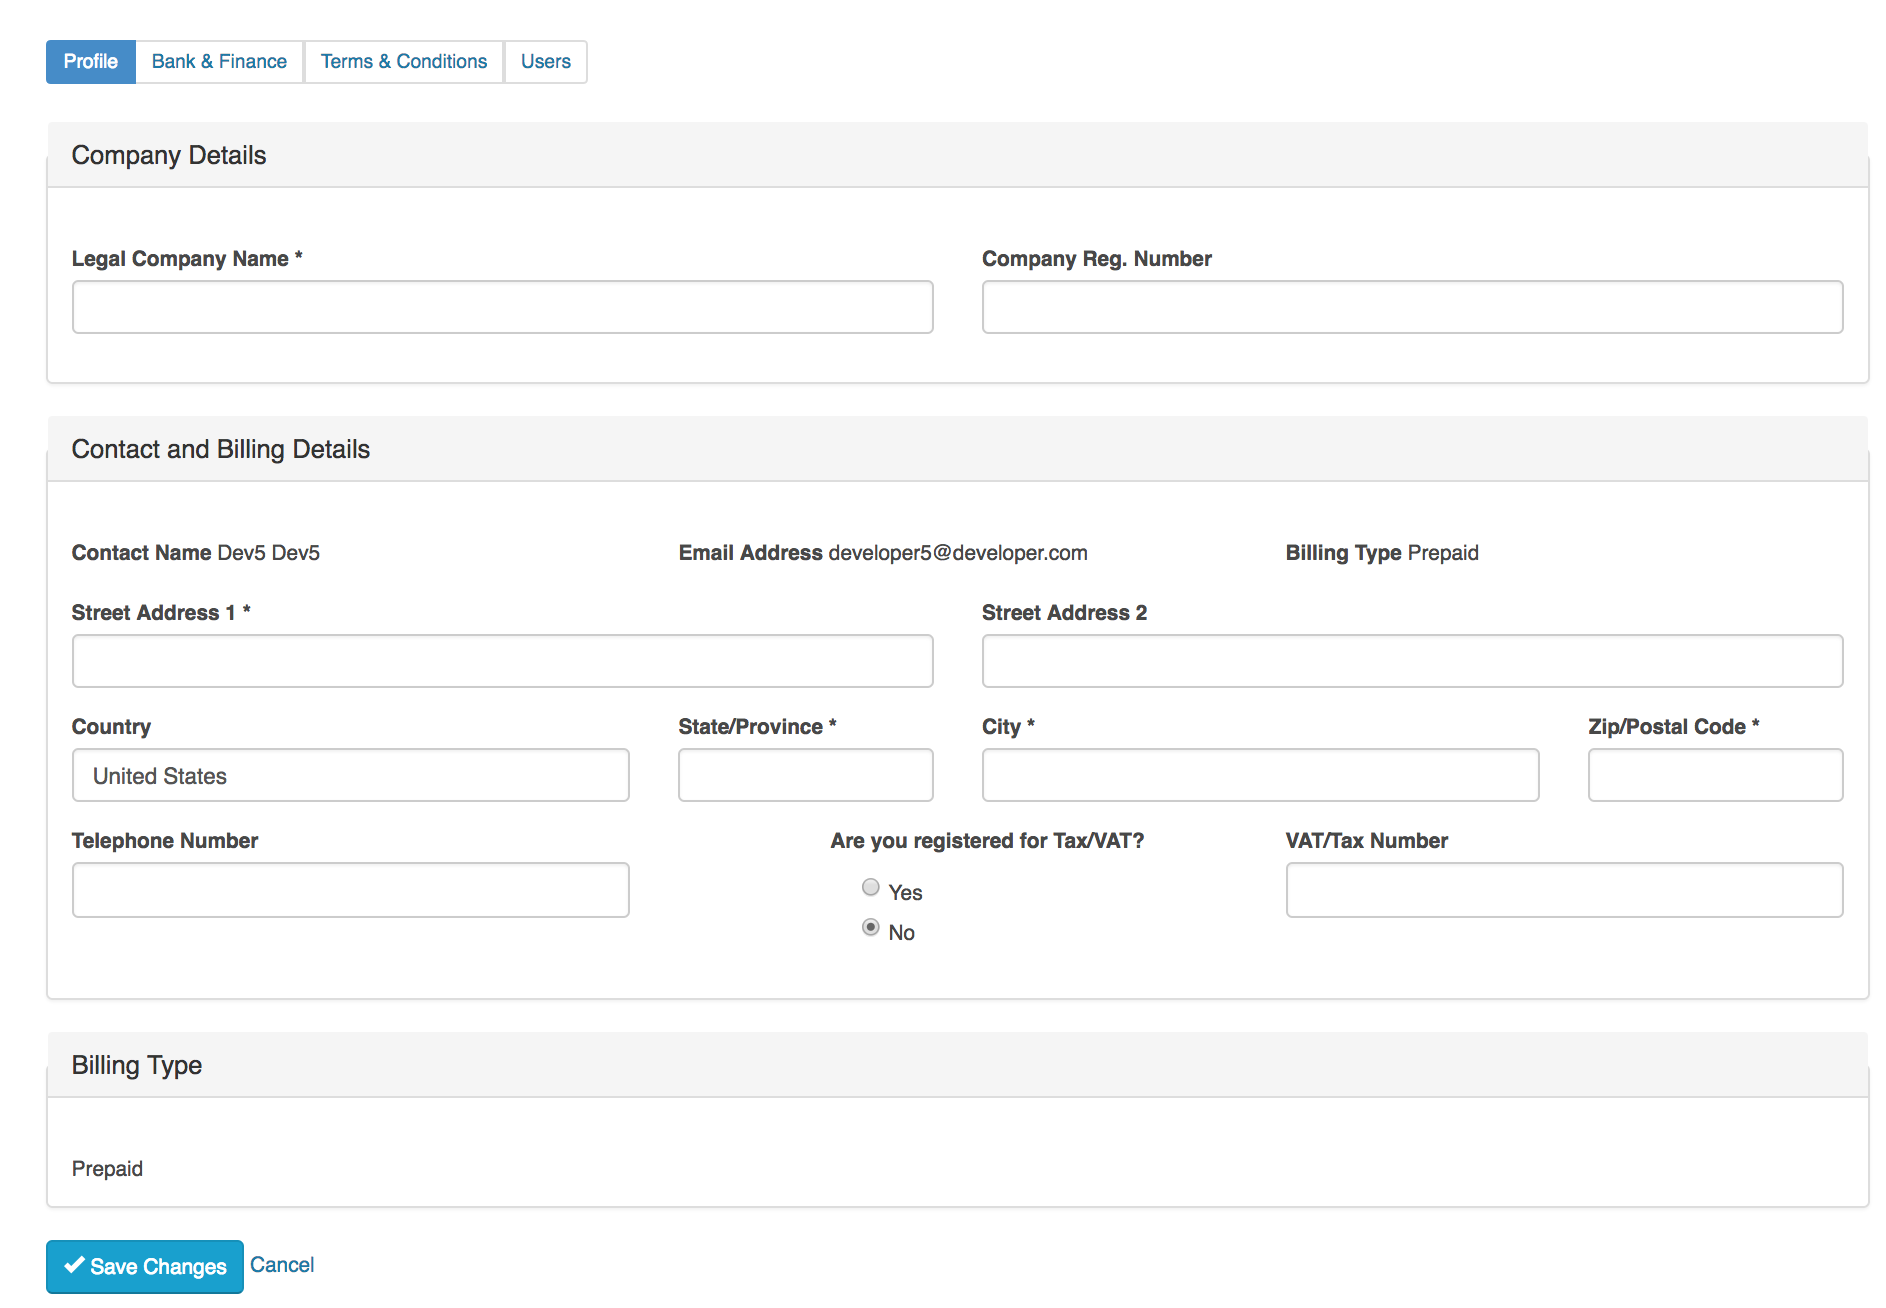 Profile Bank & Finance Terms & Conditions Users
Company Details
Legal Company Name * Company Reg. Number
Contact and Billing Details
Contact Name Dev5 Dev5 Email Address developer5@developer.com Billing Type Prepaid
Street Address 1 * Street Address 2
Country State/Province * City * Zip/Postal Code *
United States
Telephone Number Are you registered for Tax/VAT? VAT/Tax Number
Yes
No
Billing Type
Prepaid
Save Changes Cancel